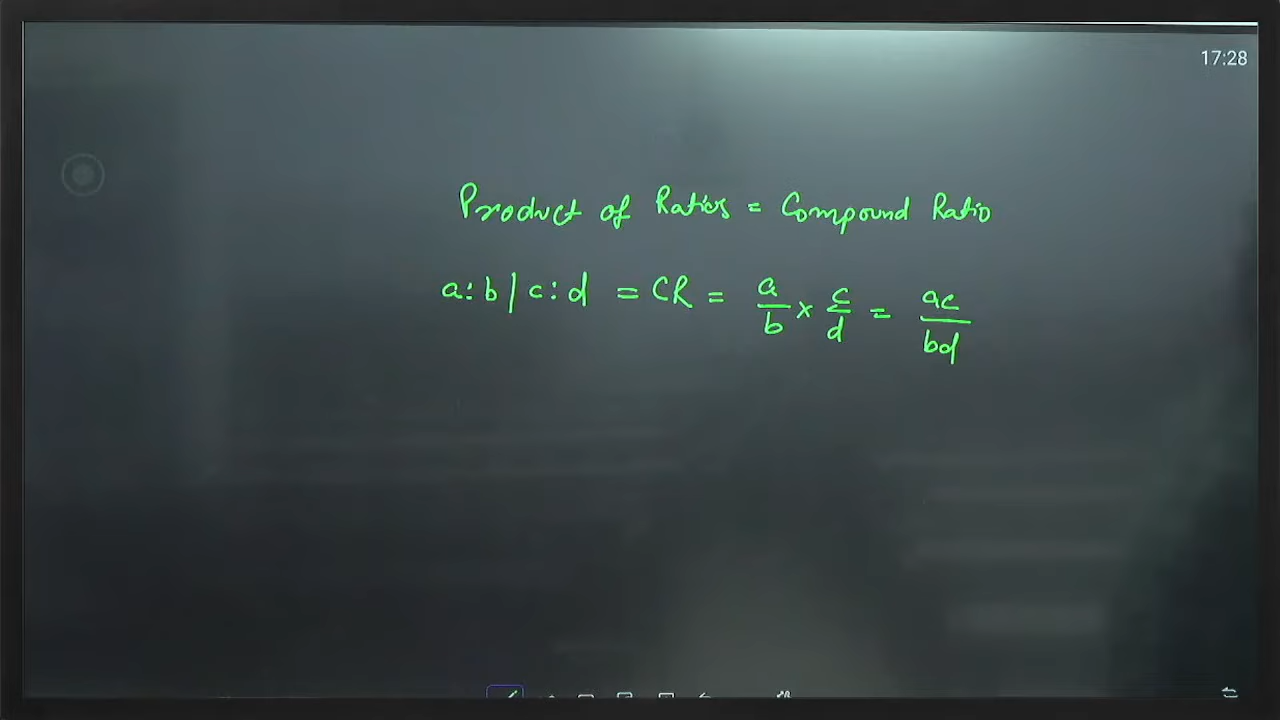 17:28
Product of Ratios = Compound Ratio
a:b | c:d = CR = a/b × c/d = ac/bd